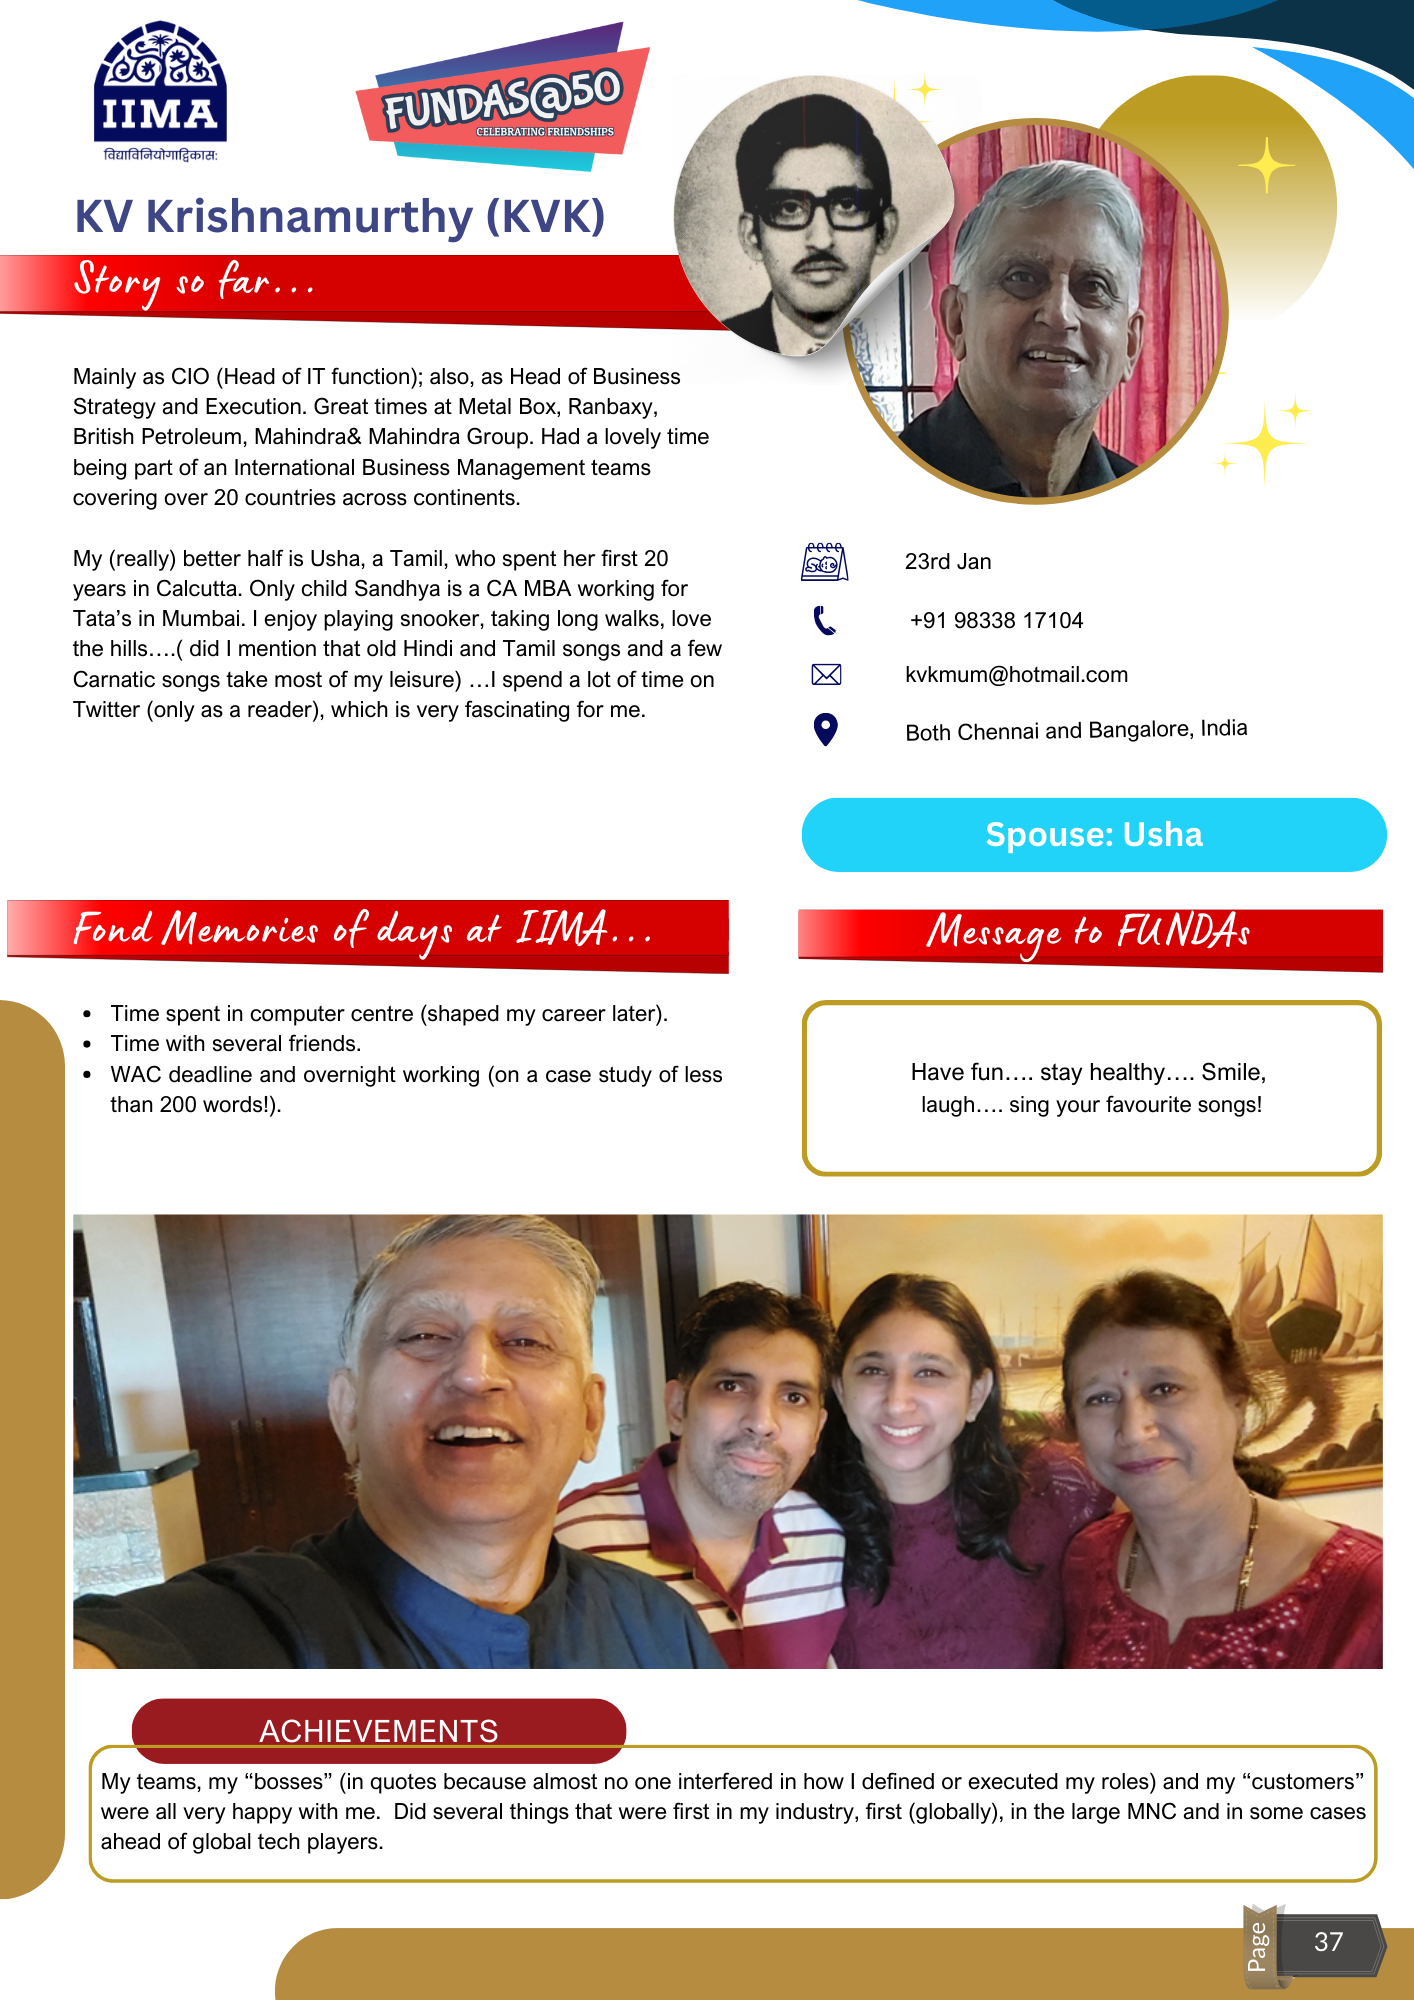 IIMA
विद्याविनियोगाद्विकास:
FUNDAS@50
CELEBRATING FRIENDSHIPS
KV Krishnamurthy (KVK)
Story so far...
Mainly as CIO (Head of IT function); also, as Head of Business
Strategy and Execution. Great times at Metal Box, Ranbaxy,
British Petroleum, Mahindra& Mahindra Group. Had a lovely time
being part of an International Business Management teams
covering over 20 countries across continents.
My (really) better half is Usha, a Tamil, who spent her first 20
years in Calcutta. Only child Sandhya is a CA MBA working for
Tata’s in Mumbai. I enjoy playing snooker, taking long walks, love
the hills….( did I mention that old Hindi and Tamil songs and a few
Carnatic songs take most of my leisure) …I spend a lot of time on
Twitter (only as a reader), which is very fascinating for me.
23rd Jan
+91 98338 17104
kvkmum@hotmail.com
Both Chennai and Bangalore, India
Spouse: Usha
Fond Memories of days at IIMA...
• Time spent in computer centre (shaped my career later).
• Time with several friends.
• WAC deadline and overnight working (on a case study of less
than 200 words!).
Message to FUNDAs
Have fun…. stay healthy…. Smile,
laugh…. sing your favourite songs!
ACHIEVEMENTS
My teams, my “bosses” (in quotes because almost no one interfered in how I defined or executed my roles) and my “customers”
were all very happy with me.  Did several things that were first in my industry, first (globally), in the large MNC and in some cases
ahead of global tech players.
Page
37